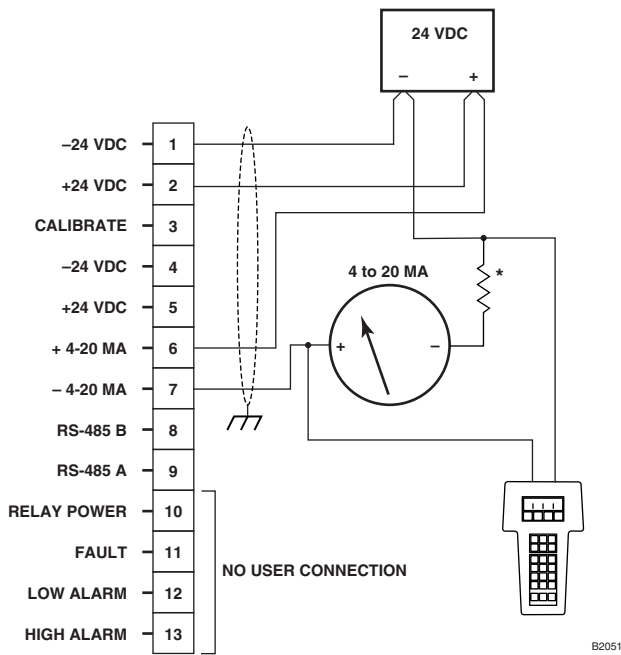 24 VDC
– +
–24 VDC 1
+24 VDC 2
CALIBRATE 3
–24 VDC 4
+24 VDC 5
+ 4-20 MA 6
– 4-20 MA 7
RS-485 B 8
RS-485 A 9
RELAY POWER 10
FAULT 11
LOW ALARM 12
HIGH ALARM 13
4 to 20 MA
*
+ –
NO USER CONNECTION
B2051